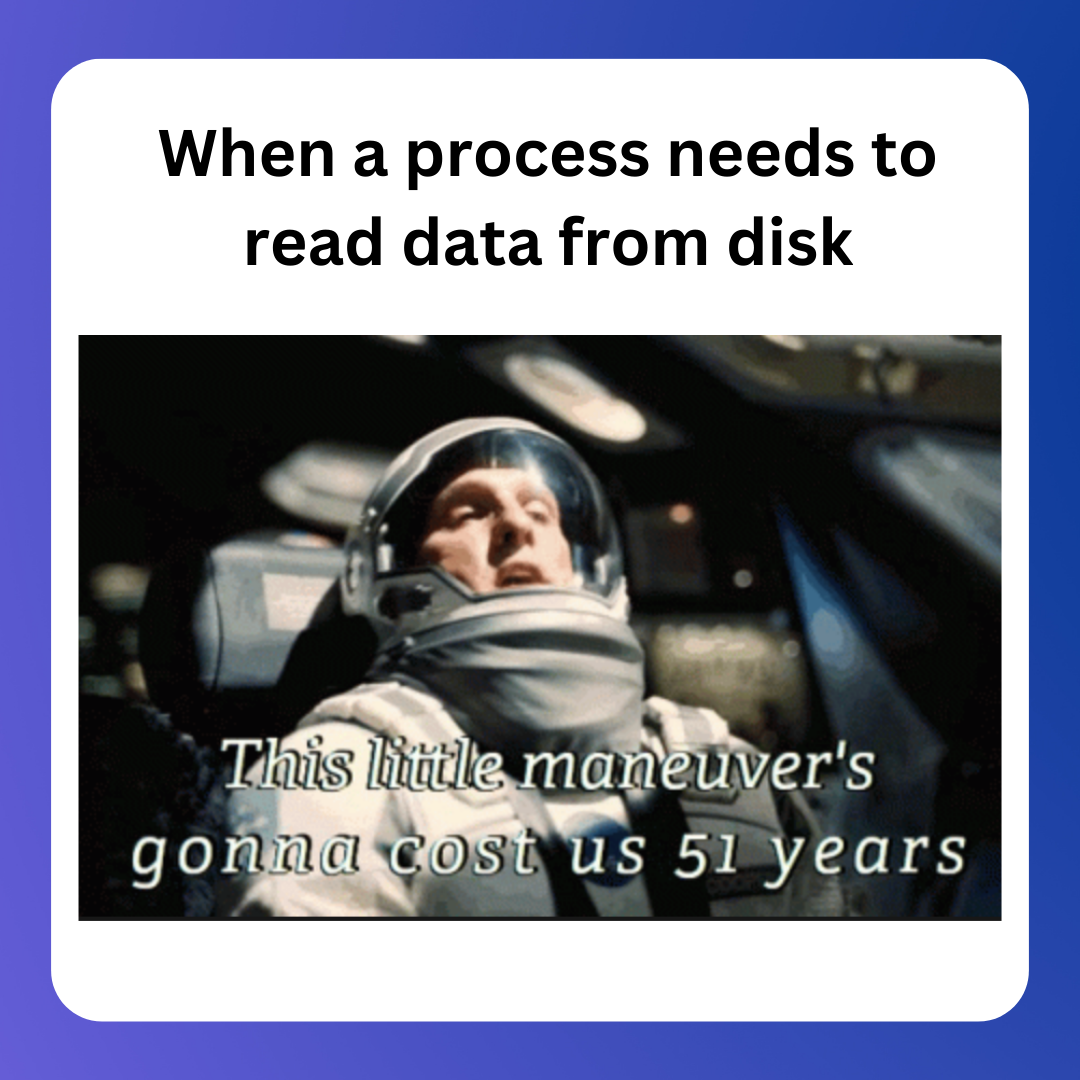 When a process needs to
read data from disk
This little maneuver's
gonna cost us 51 years